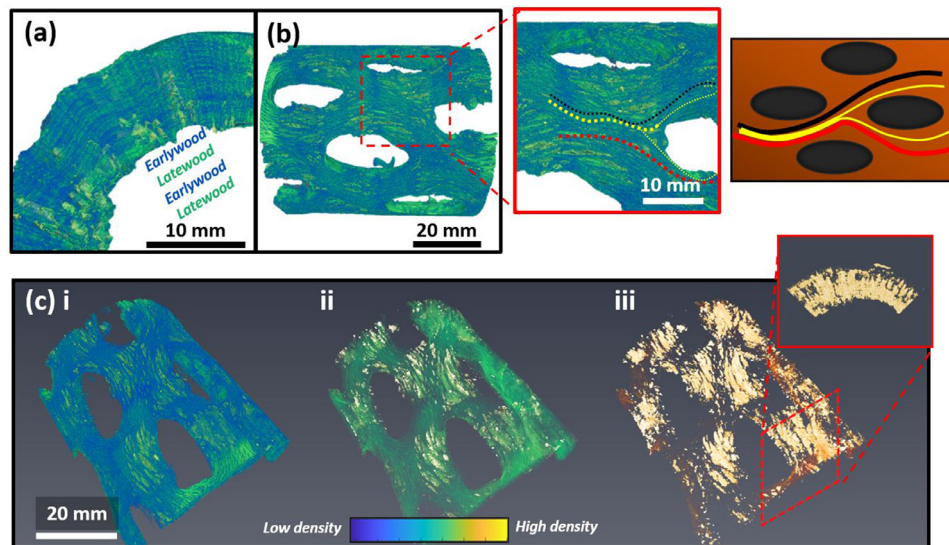 (a)
Earlywood
Latewood
Earlywood
Latewood
10 mm
(b)
20 mm
10 mm
(c) i
ii
iii
20 mm
Low density
High density